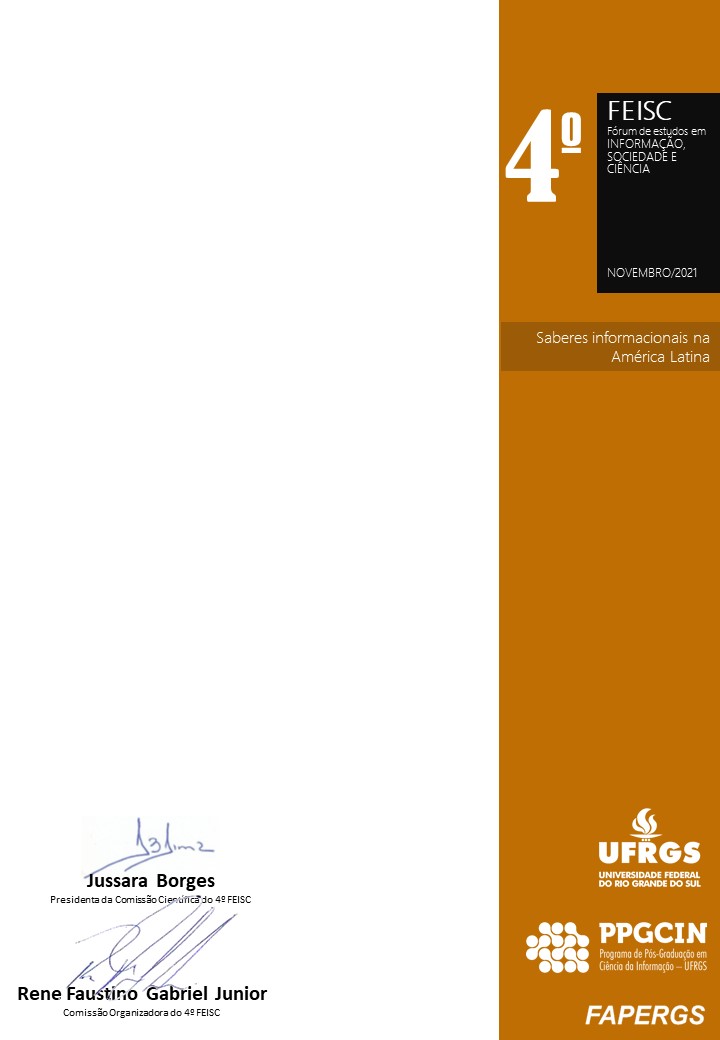 4º
FEISC
Fórum de estudos em
INFORMAÇÃO,
SOCIEDADE E
CIÊNCIA
NOVEMBRO/2021
Saberes informacionais na
América Latina
Jussara Borges
Presidenta da Comissão Científica do 4º FEISC
Rene Faustino Gabriel Junior
Comissão Organizadora do 4º FEISC
UFRGS
UNIVERSIDADE FEDERAL
DO RIO GRANDE DO SUL
PPGCIN
Programa de Pós-Graduação em
Ciência da Informação – UFRGS
FAPERGS